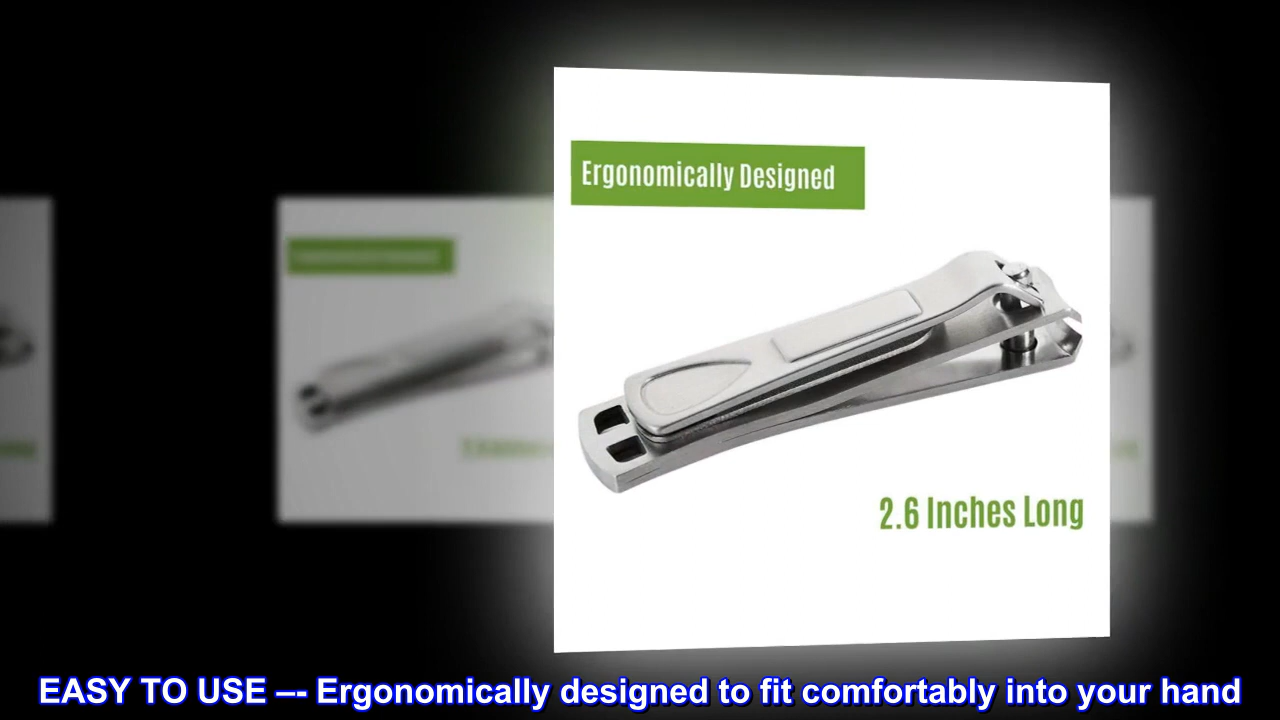 Ergonomically Designed
2.6 Inches Long
EASY TO USE –- Ergonomically designed to fit comfortably into your hand